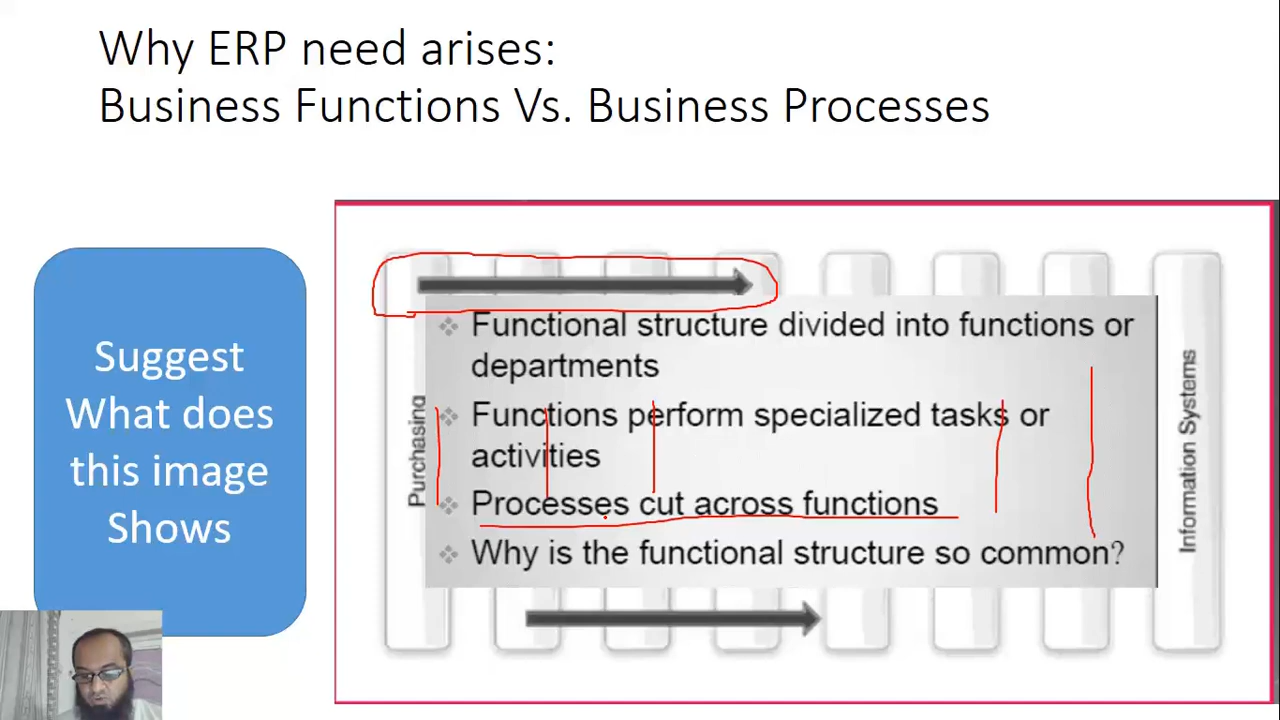 Why ERP need arises:
Business Functions Vs. Business Processes
Suggest
What does
this image
Shows
Purchasing
Functional structure divided into functions or
departments
Functions perform specialized tasks or
activities
Processes cut across functions
Why is the functional structure so common?
Information Systems